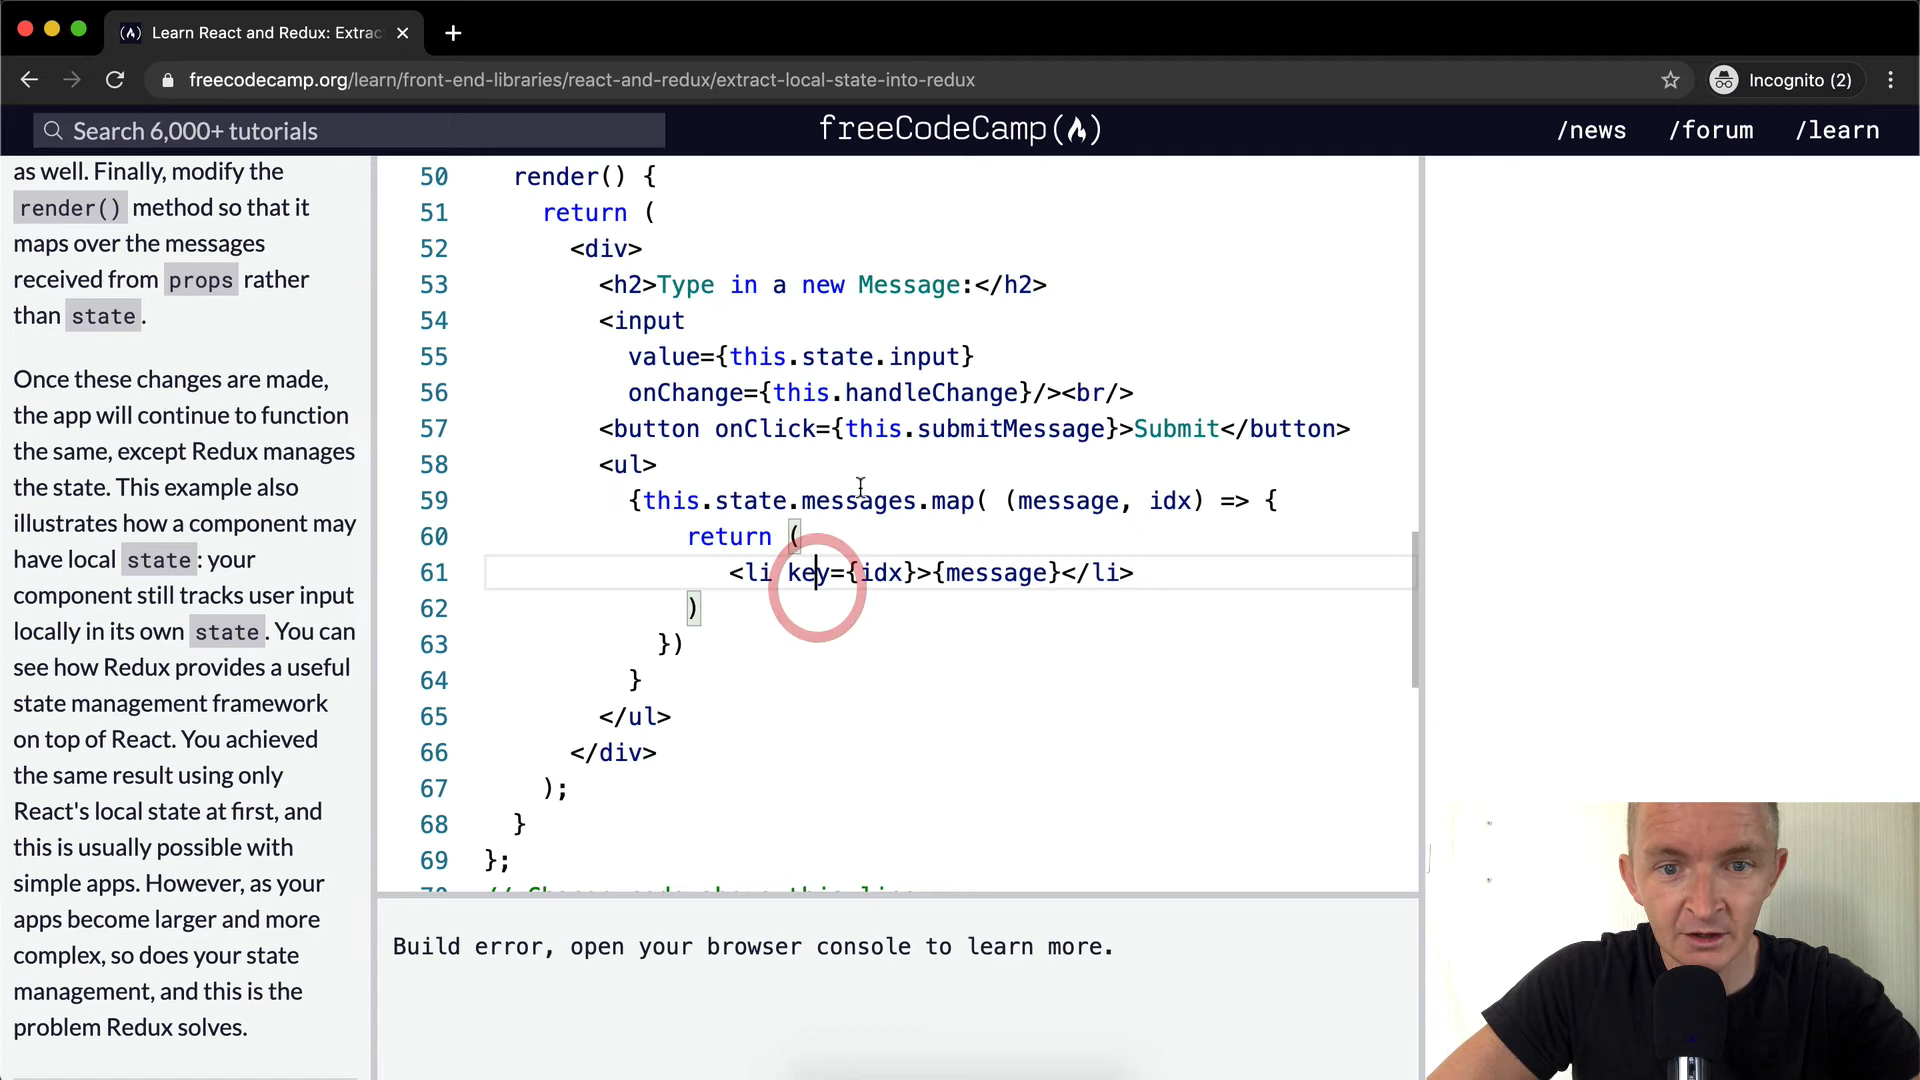 Learn React and Redux: Extrac
freecodecamp.org/learn/front-end-libraries/react-and-redux/extract-local-state-into-redux
Incognito (2)
Search 6,000+ tutorials
freeCodeCamp
/news
/forum
/learn
as well. Finally, modify the
render() method so that it
maps over the messages
received from props rather
than state.
Once these changes are made,
the app will continue to function
the same, except Redux manages
the state. This example also
illustrates how a component may
have local state: your
component still tracks user input
locally in its own state. You can
see how Redux provides a useful
state management framework
on top of React. You achieved
the same result using only
React's local state at first, and
this is usually possible with
simple apps. However, as your
apps become larger and more
complex, so does your state
management, and this is the
problem Redux solves.
50 render() {
51 return (
52 <div>
53 <h2>Type in a new Message:</h2>
54 <input
55 value={this.state.input}
56 onChange={this.handleChange}/><br/>
57 <button onClick={this.submitMessage}>Submit</button>
58 <ul>
59 {this.state.messages.map( (message, idx) => {
60 return (
61 <li key={idx}>{message}</li>
62 )
63 })
64 }
65 </ul>
66 </div>
67 );
68 }
69 };
Build error, open your browser console to learn more.